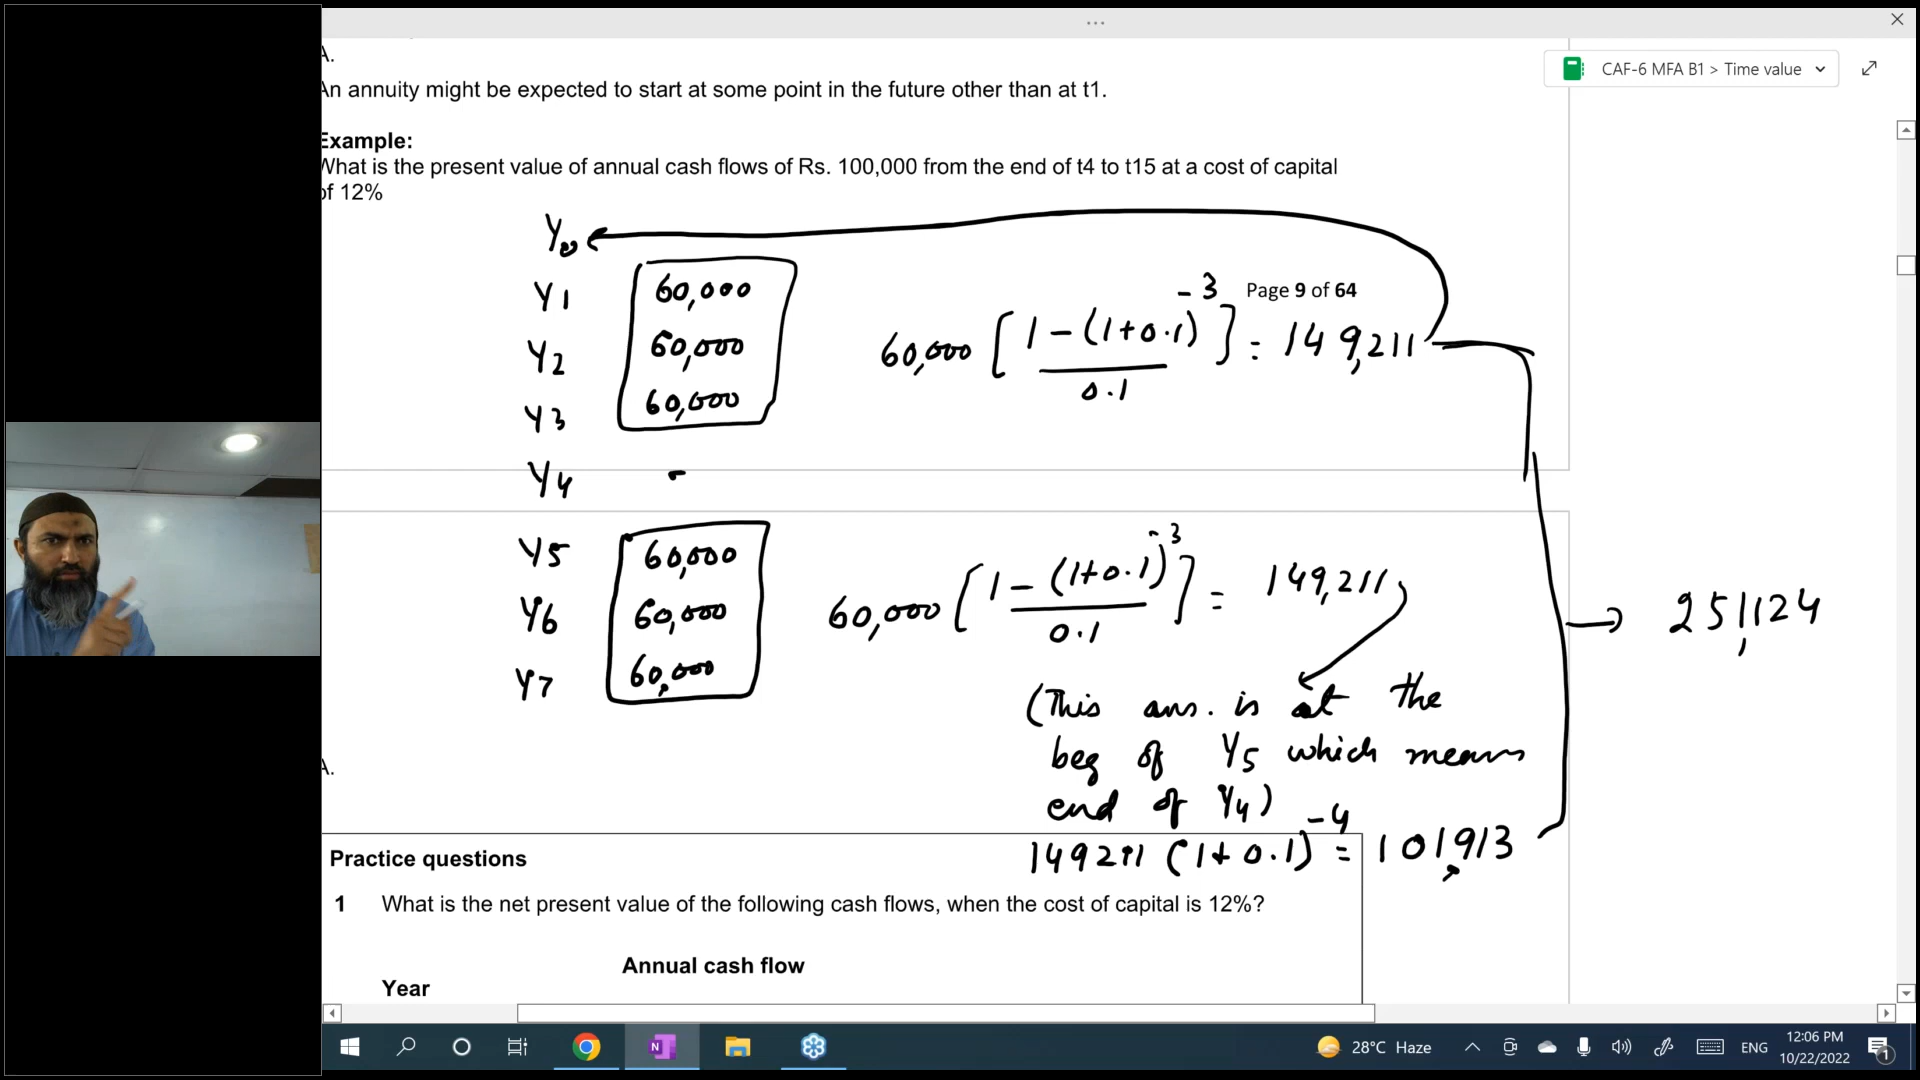 ...
CAF-6 MFA B1 > Time value
A.
An annuity might be expected to start at some point in the future other than at t1.
Example:
What is the present value of annual cash flows of Rs. 100,000 from the end of t4 to t15 at a cost of capital
of 12%
Y0
Y1 60,000
Y2 60,000
Y3 60,000
Page 9 of 64
60,000 [ 1 - (1+0.1)^-3 / 0.1 ] = 149,211
Y4 -
Y5 60,000
Y6 60,000
Y7 60,000
60,000 [ 1 - (1+0.1)^-3 / 0.1 ] = 149,211
(This ans. is at the
beg of Y5 which means
end of Y4)
149211 (1+0.1)^-4 = 101,913
→ 251,124
A.
Practice questions
1 What is the net present value of the following cash flows, when the cost of capital is 12%?
Annual cash flow
Year
28°C Haze
ENG
12:06 PM
10/22/2022
1